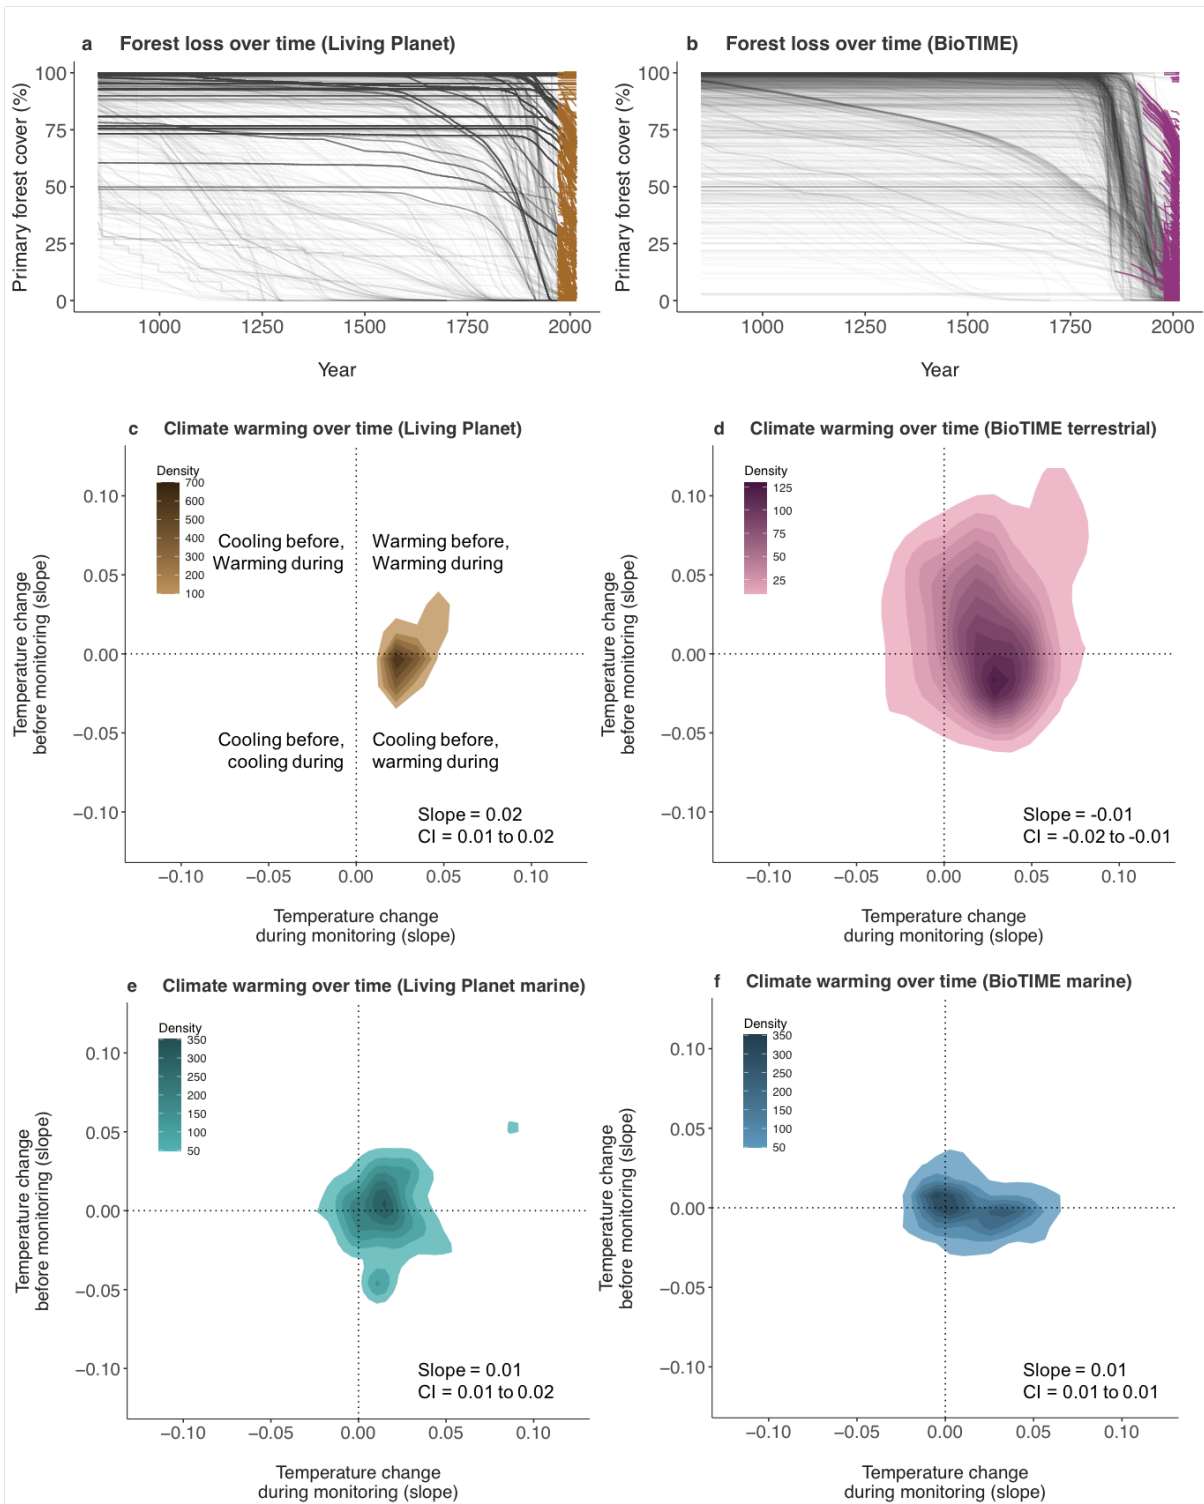 a Forest loss over time (Living Planet)
100
75
50
25
0
Primary forest cover (%)
1000 1250 1500 1750 2000
Year
b Forest loss over time (BioTIME)
100
75
50
25
0
Primary forest cover (%)
1000 1250 1500 1750 2000
Year
c Climate warming over time (Living Planet)
Density
700
600
500
400
300
200
100
0.10
0.05
0.00
−0.05
−0.10
Temperature change
before monitoring (slope)
Cooling before,
Warming during
Warming before,
Warming during
Cooling before,
cooling during
Cooling before,
warming during
Slope = 0.02
CI = 0.01 to 0.02
−0.10 −0.05 0.00 0.05 0.10
Temperature change
during monitoring (slope)
d Climate warming over time (BioTIME terrestrial)
Density
125
100
75
50
25
0.10
0.05
0.00
−0.05
−0.10
Temperature change
before monitoring (slope)
Slope = -0.01
CI = -0.02 to -0.01
−0.10 −0.05 0.00 0.05 0.10
Temperature change
during monitoring (slope)
e Climate warming over time (Living Planet marine)
Density
350
300
250
200
150
100
50
0.10
0.05
0.00
−0.05
−0.10
Temperature change
before monitoring (slope)
Slope = 0.01
CI = 0.01 to 0.02
−0.10 −0.05 0.00 0.05 0.10
Temperature change
during monitoring (slope)
f Climate warming over time (BioTIME marine)
Density
350
300
250
200
150
100
50
0.10
0.05
0.00
−0.05
−0.10
Temperature change
before monitoring (slope)
Slope = 0.01
CI = 0.01 to 0.01
−0.10 −0.05 0.00 0.05 0.10
Temperature change
during monitoring (slope)